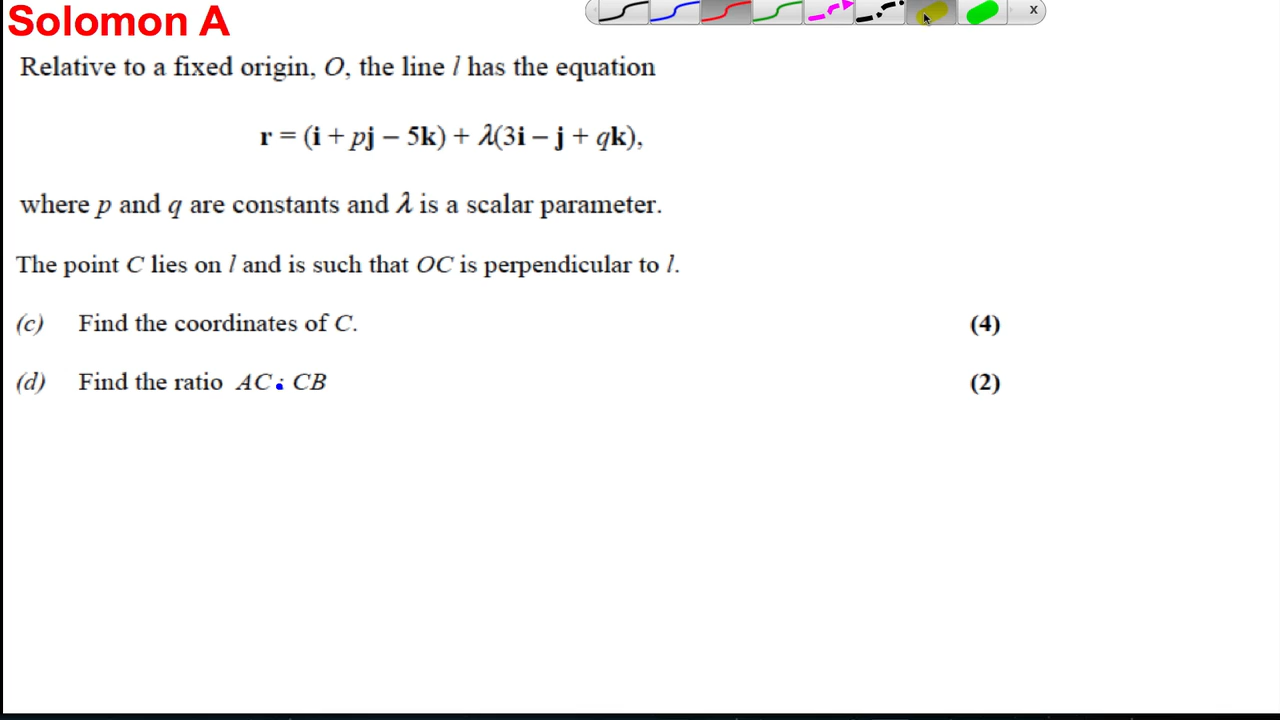 Solomon A
x
Relative to a fixed origin, O, the line l has the equation
r = (i + pj − 5k) + λ(3i − j + qk),
where p and q are constants and λ is a scalar parameter.
The point C lies on l and is such that OC is perpendicular to l.
(c) Find the coordinates of C. (4)
(d) Find the ratio AC : CB (2)